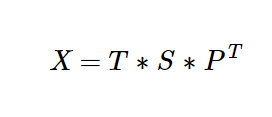 X = T * S * P^T